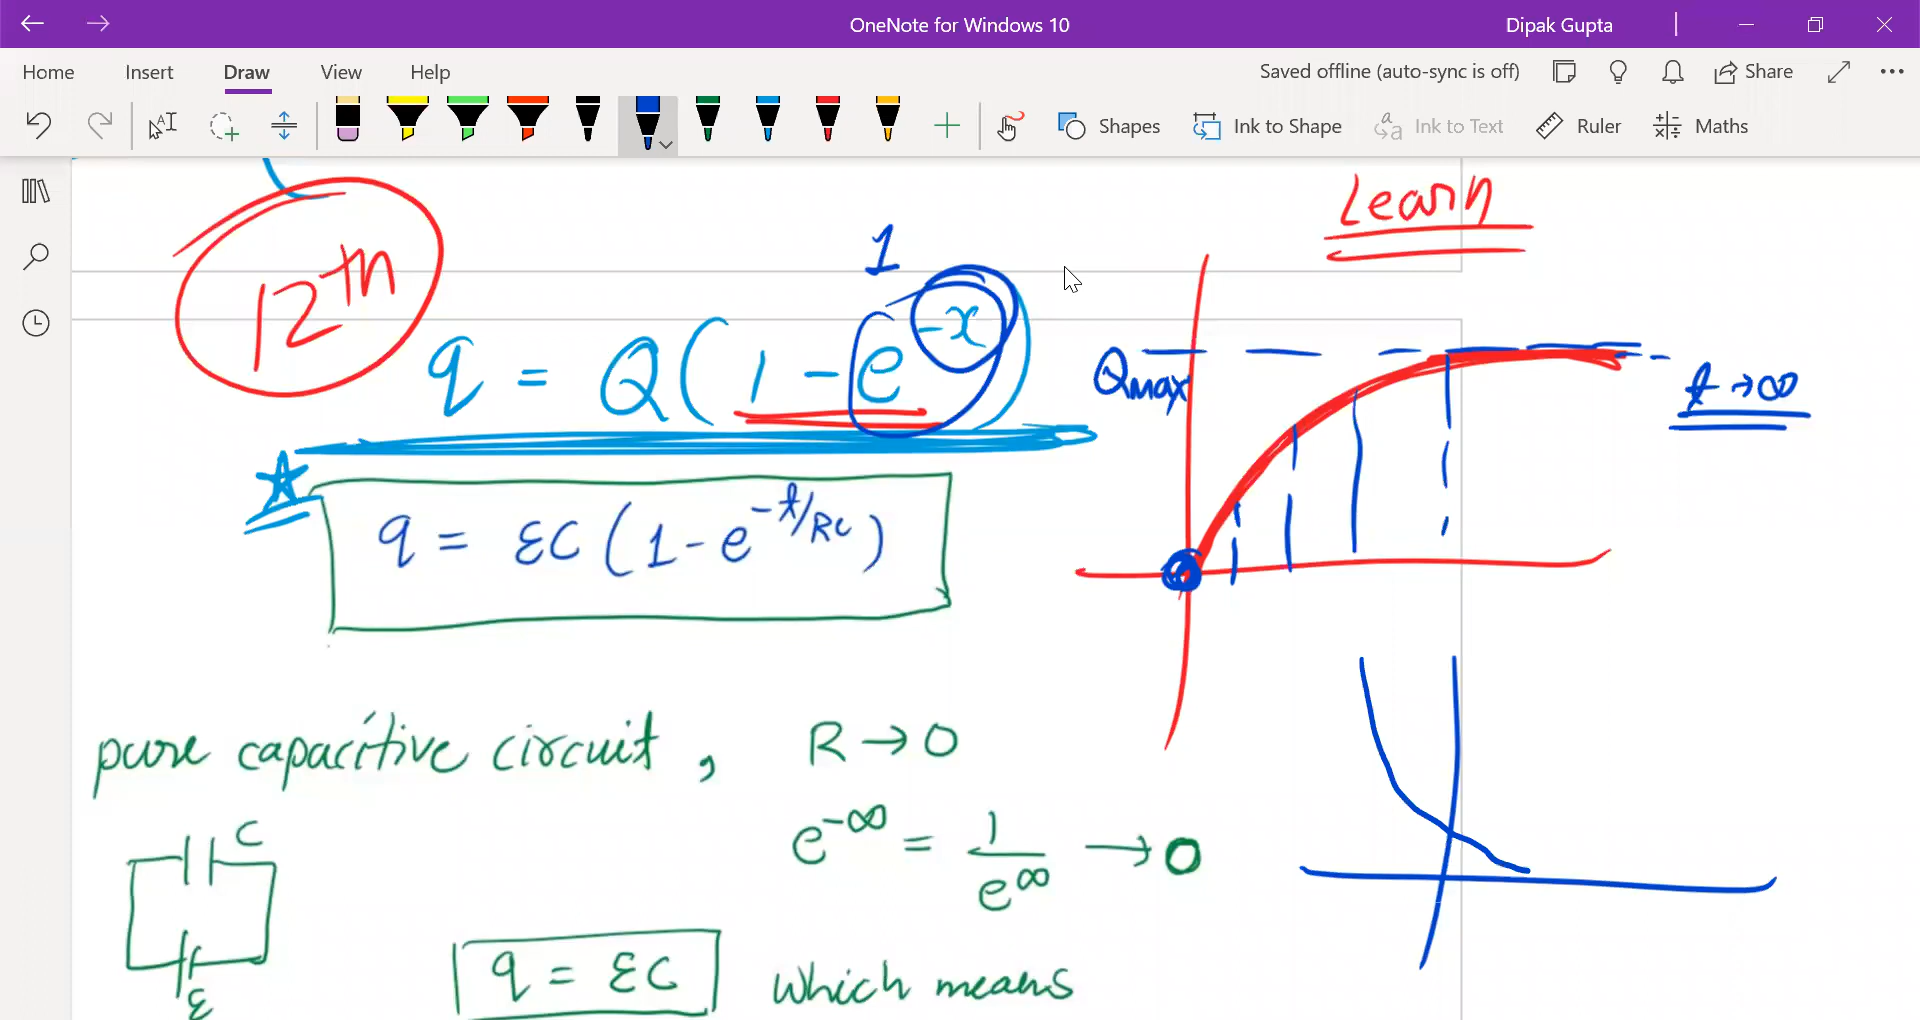 OneNote for Windows 10
Dipak Gupta
Home Insert Draw View Help
Saved offline (auto-sync is off) Share
Shapes Ink to Shape Ink to Text Ruler Maths
Learn
12th
1
q = Q(1 - e^-x)
Qmax
t → ∞
q = εC (1 - e^-t/RC)
pure capacitive circuit, R → 0
C
e^-∞ = 1/e^∞ → 0
ε
q = εC which means